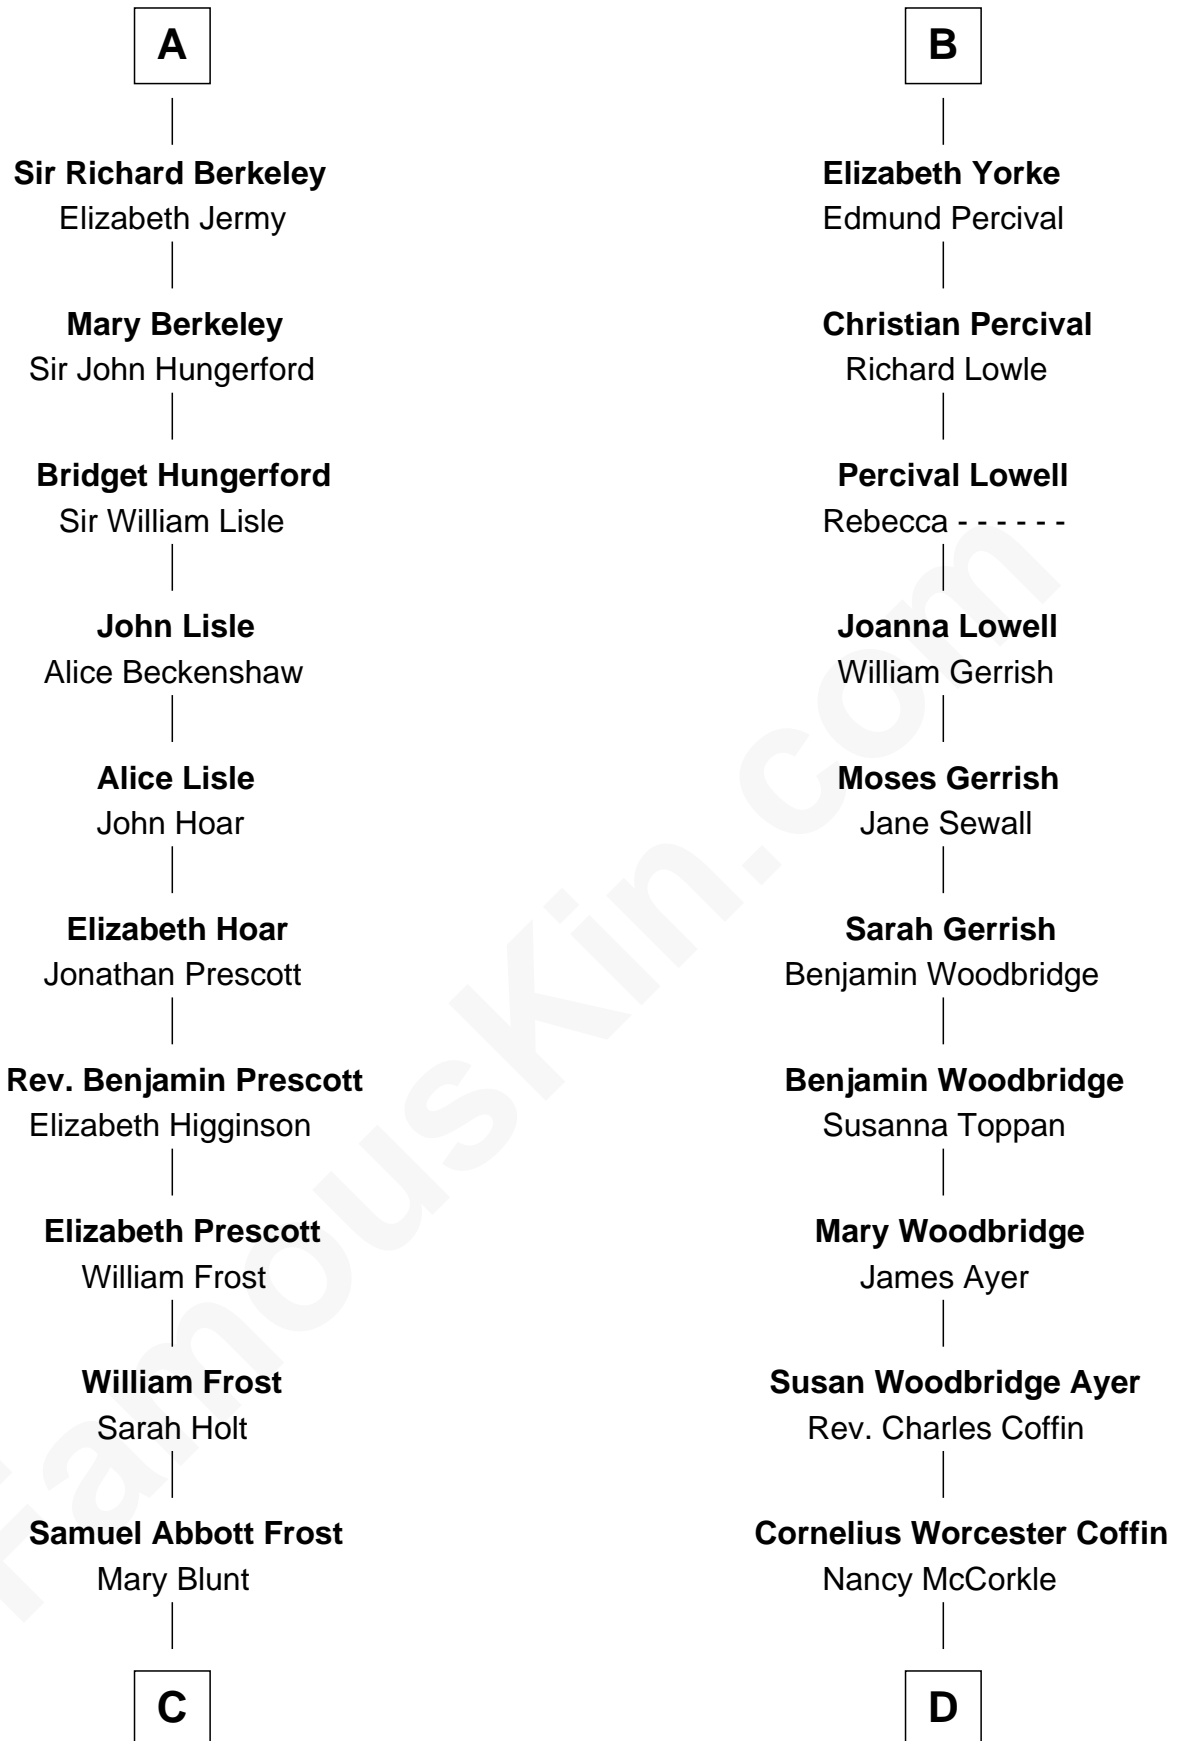 A
Sir Richard Berkeley
Elizabeth Jermy
Mary Berkeley
Sir John Hungerford
Bridget Hungerford
Sir William Lisle
John Lisle
Alice Beckenshaw
Alice Lisle
John Hoar
Elizabeth Hoar
Jonathan Prescott
Rev. Benjamin Prescott
Elizabeth Higginson
Elizabeth Prescott
William Frost
William Frost
Sarah Holt
Samuel Abbott Frost
Mary Blunt
C
B
Elizabeth Yorke
Edmund Percival
Christian Percival
Richard Lowle
Percival Lowell
Rebecca - - - - - -
Joanna Lowell
William Gerrish
Moses Gerrish
Jane Sewall
Sarah Gerrish
Benjamin Woodbridge
Benjamin Woodbridge
Susanna Toppan
Mary Woodbridge
James Ayer
Susan Woodbridge Ayer
Rev. Charles Coffin
Cornelius Worcester Coffin
Nancy McCorkle
D
FamousKin.com